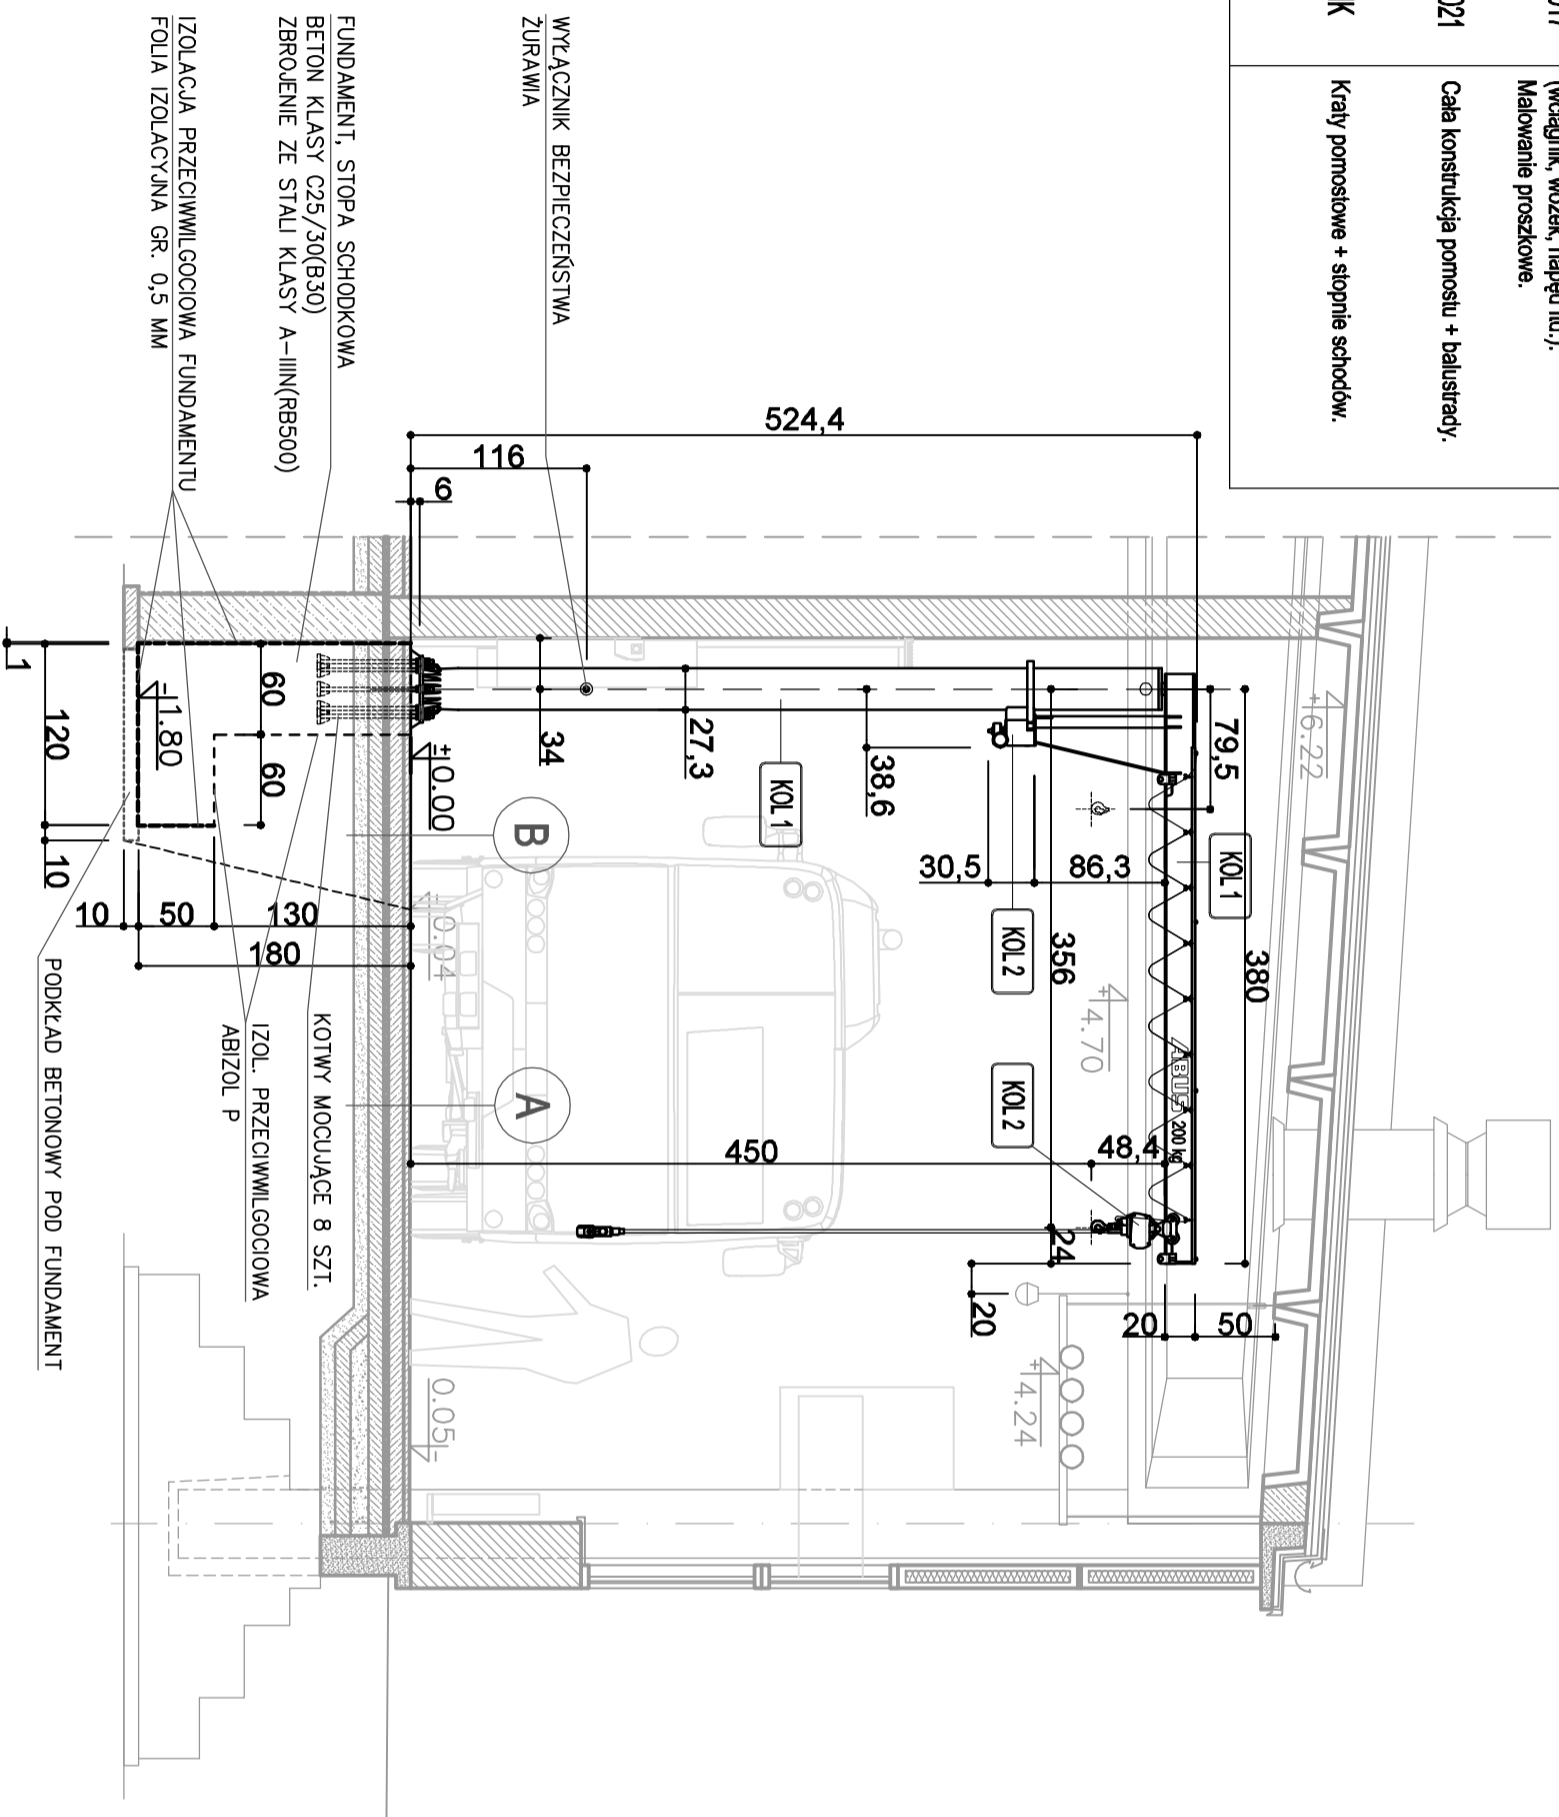 017
(wciągnik, wózek, napęd itd.).
Malowanie proszkowe.
021
Cała konstrukcja pomostu + balustrady.
K
Kraty pomostowe + stopnie schodów.
WYŁĄCZNIK BEZPIECZEŃSTWA
ŻURAWIA
FUNDAMENT, STOPA SCHODKOWA
BETON KLASY C25/30(B30)
ZBROJENIE ZE STALI KLASY A-IIIN(RB500)
IZOLACJA PRZECIWWILGOCIOWA FUNDAMENTU
FOLIA IZOLACYJNA GR. 0,5 MM
524,4
116
6
+6.22
380
79,5
KOL 1
ABUS 200 kg
86,3
30,5
356
KOL 2
38,6
KOL 1
27,3
34
+4.70
KOL 2
48,4
450
24
20
20
50
+4.24
±0.00
B
A
-0.04
0.05-
60
60
-1.80
120
10
1
10
50
130
180
KOTWY MOCUJĄCE 8 SZT.
IZOL. PRZECIWWILGOCIOWA
ABIZOL P
PODKŁAD BETONOWY POD FUNDAMENT